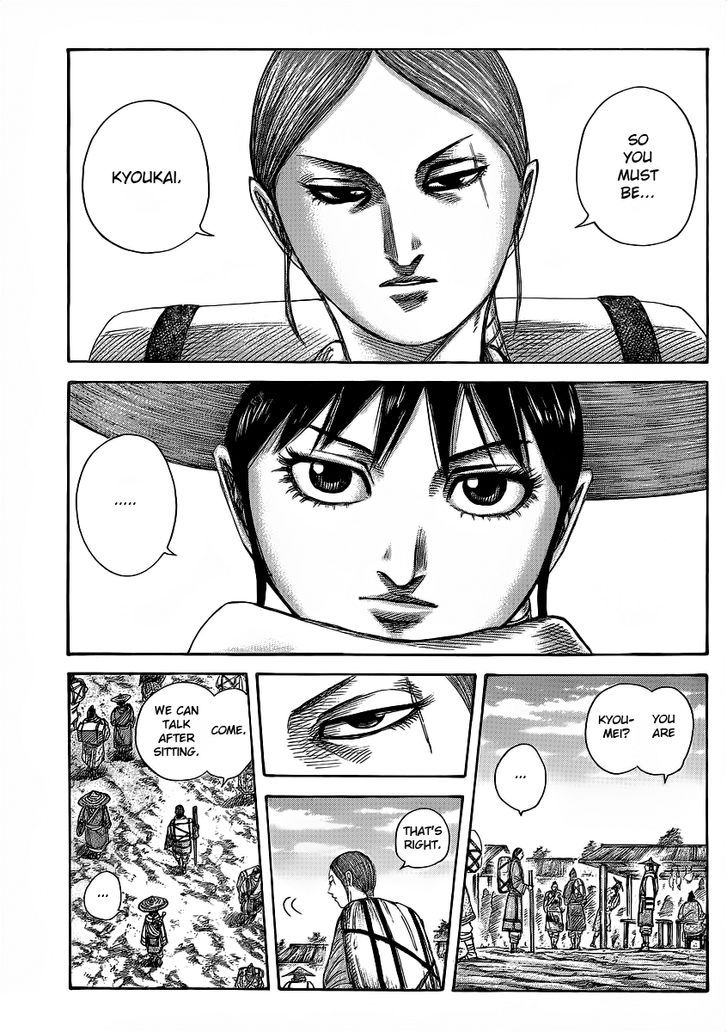 SO
YOU
MUST
BE...
KYOUKAI.
.....
YOU
ARE
KYOU-
MEI?
...
THAT'S
RIGHT.
COME.
WE CAN
TALK
AFTER
SITTING.
...